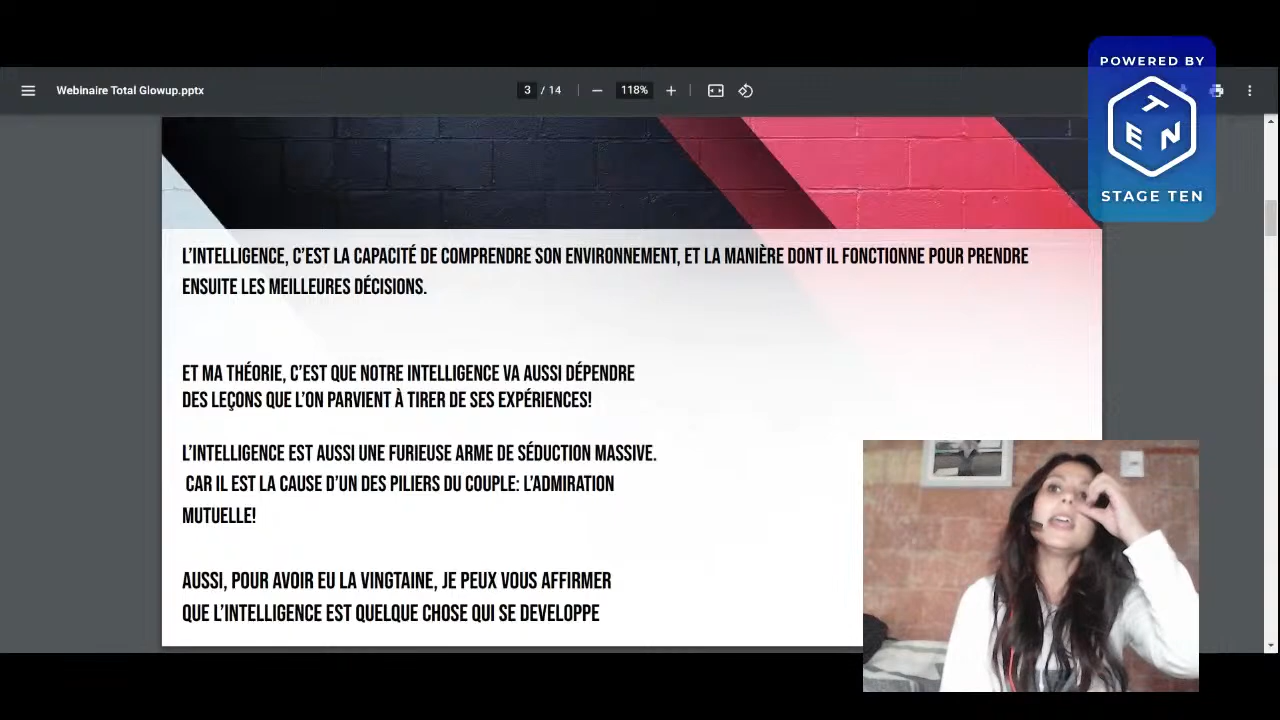 POWERED BY
Webinaire Total Glowup.pptx
3 / 14
118%
TEN
STAGE TEN
L'INTELLIGENCE, C'EST LA CAPACITÉ DE COMPRENDRE SON ENVIRONNEMENT, ET LA MANIÈRE DONT IL FONCTIONNE POUR PRENDRE
ENSUITE LES MEILLEURES DÉCISIONS.
ET MA THÉORIE, C'EST QUE NOTRE INTELLIGENCE VA AUSSI DÉPENDRE
DES LEÇONS QUE L'ON PARVIENT À TIRER DE SES EXPÉRIENCES!
L'INTELLIGENCE EST AUSSI UNE FURIEUSE ARME DE SÉDUCTION MASSIVE.
CAR IL EST LA CAUSE D'UN DES PILIERS DU COUPLE: L'ADMIRATION
MUTUELLE!
AUSSI, POUR AVOIR EU LA VINGTAINE, JE PEUX VOUS AFFIRMER
QUE L'INTELLIGENCE EST QUELQUE CHOSE QUI SE DEVELOPPE